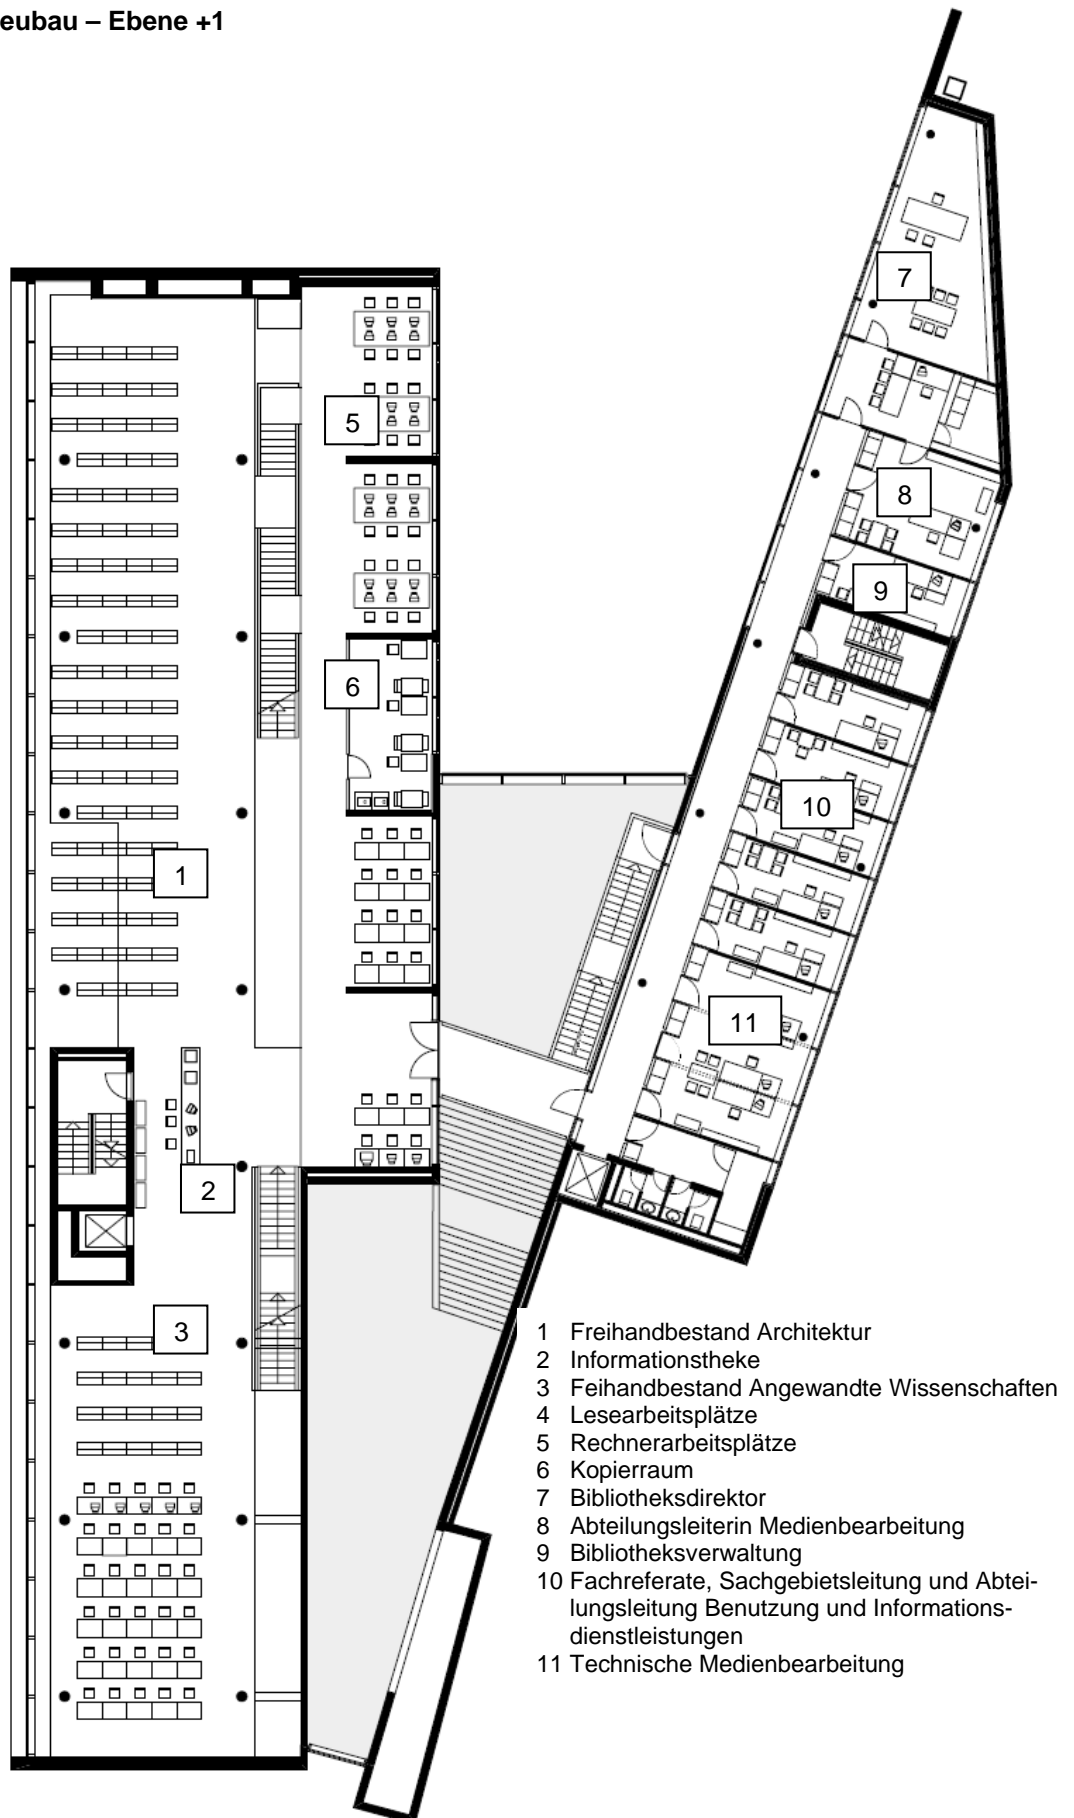 eubau – Ebene +1
7
5
8
9
6
10
1
11
2
3
1 Freihandbestand Architektur
2 Informationstheke
3 Feihandbestand Angewandte Wissenschaften
4 Lesearbeitsplätze
5 Rechnerarbeitsplätze
6 Kopierraum
7 Bibliotheksdirektor
8 Abteilungsleiterin Medienbearbeitung
9 Bibliotheksverwaltung
10 Fachreferate, Sachgebietsleitung und Abtei-
lungsleitung Benutzung und Informations-
dienstleistungen
11 Technische Medienbearbeitung